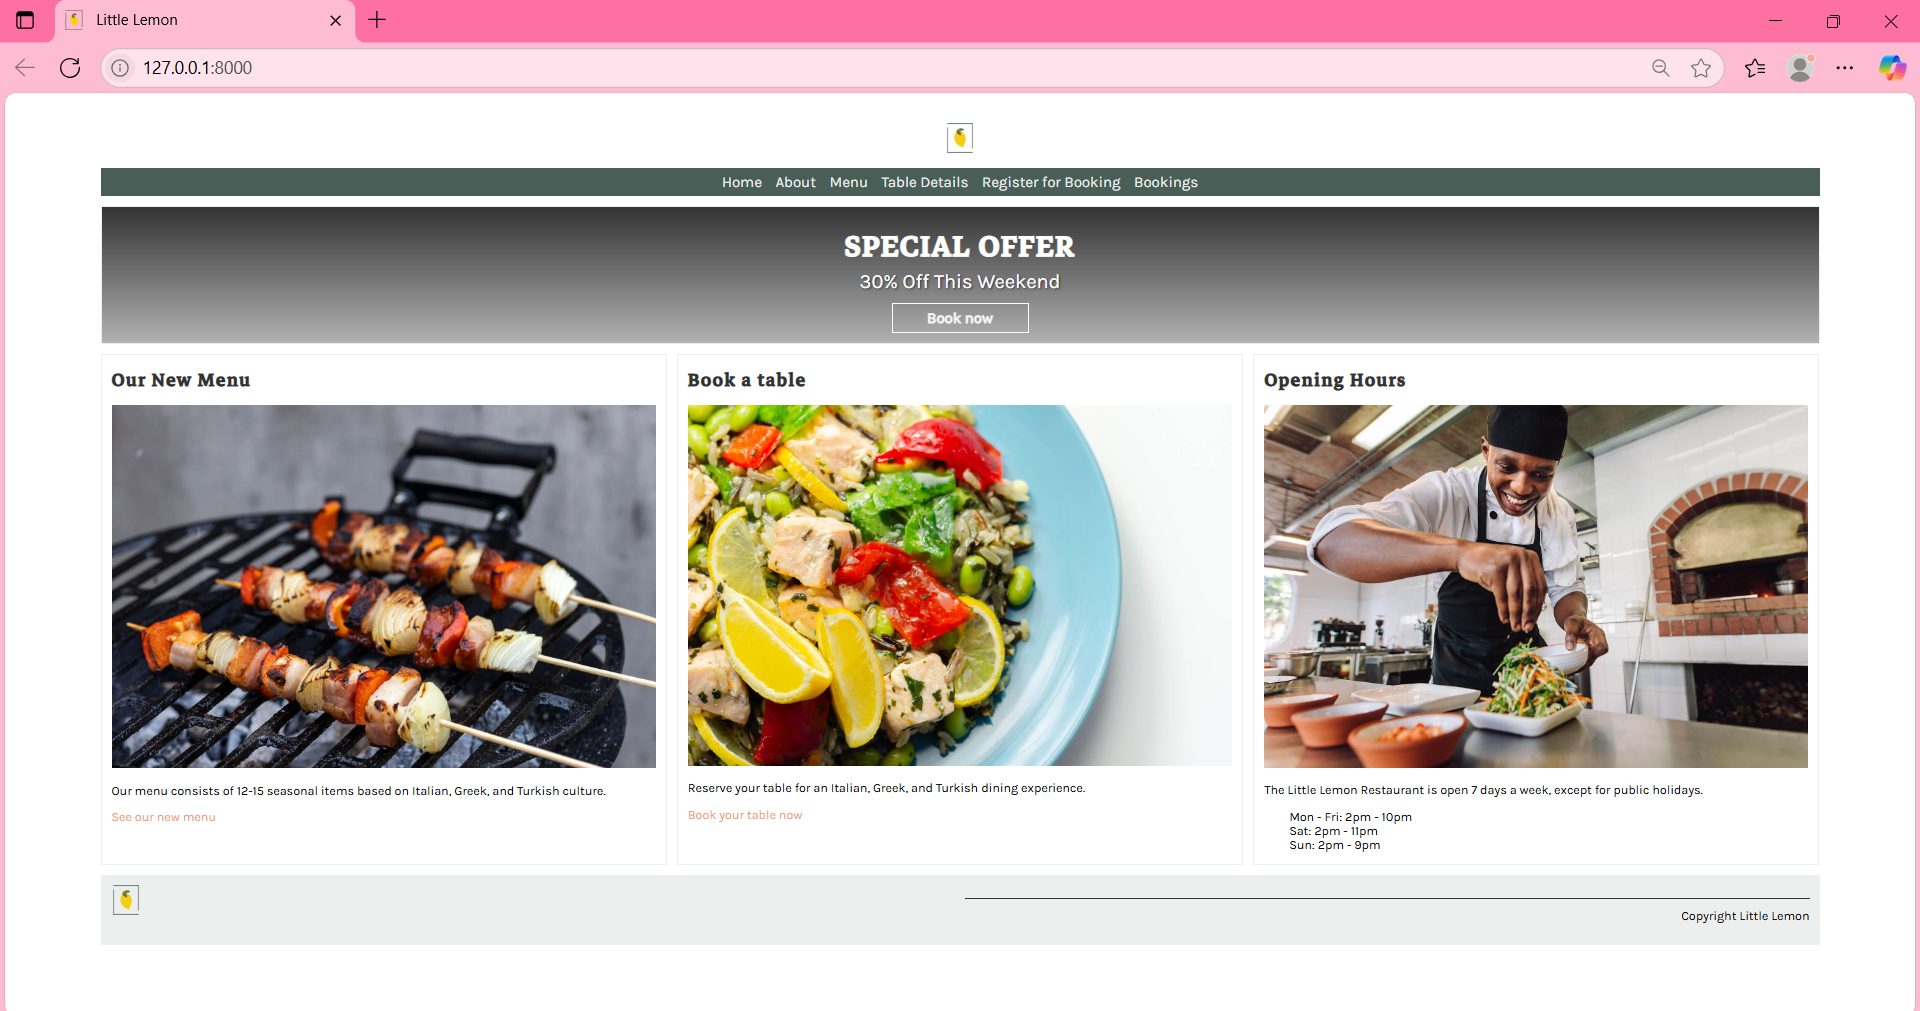 Little Lemon
127.0.0.1:8000
Home About Menu Table Details Register for Booking Bookings
SPECIAL OFFER
30% Off This Weekend
Book now
Our New Menu
Our menu consists of 12-15 seasonal items based on Italian, Greek, and Turkish culture.
See our new menu
Book a table
Reserve your table for an Italian, Greek, and Turkish dining experience.
Book your table now
Opening Hours
The Little Lemon Restaurant is open 7 days a week, except for public holidays.
Mon - Fri: 2pm - 10pm
Sat: 2pm - 11pm
Sun: 2pm - 9pm
Copyright Little Lemon